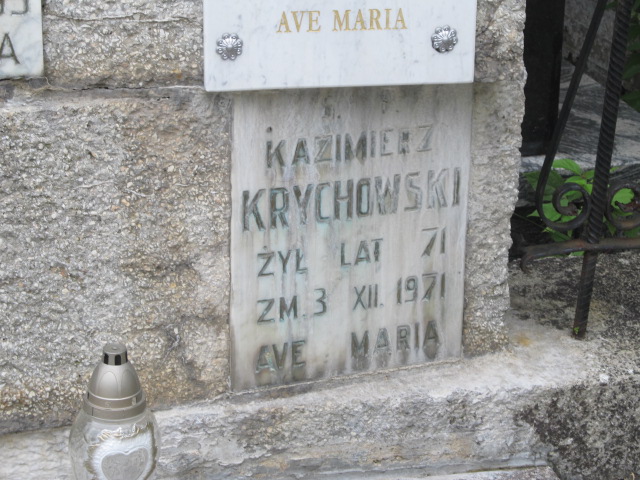 A
AVE MARIA
Ś. P.
KAZIMIERZ
KRYCHOWSKI
ŻYŁ LAT 71
ZM. 3 XII. 1971
AVE MARIA